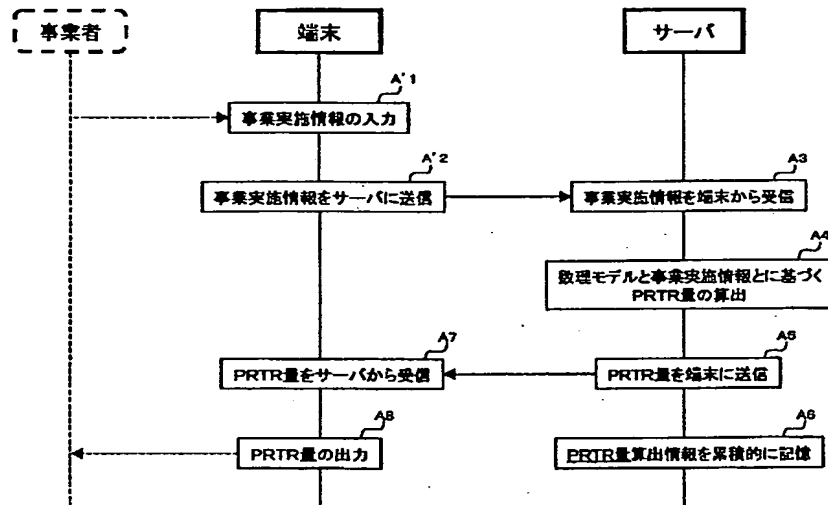 事業者
端末
サーバ
A'1
事業実施情報の入力
A'2
事業実施情報をサーバに送信
A3
事業実施情報を端末から受信
A4
数理モデルと事業実施情報とに基づく
PRTR量の算出
A7
PRTR量をサーバから受信
A5
PRTR量を端末に送信
A8
PRTR量の出力
A6
PRTR量算出情報を累積的に記憶